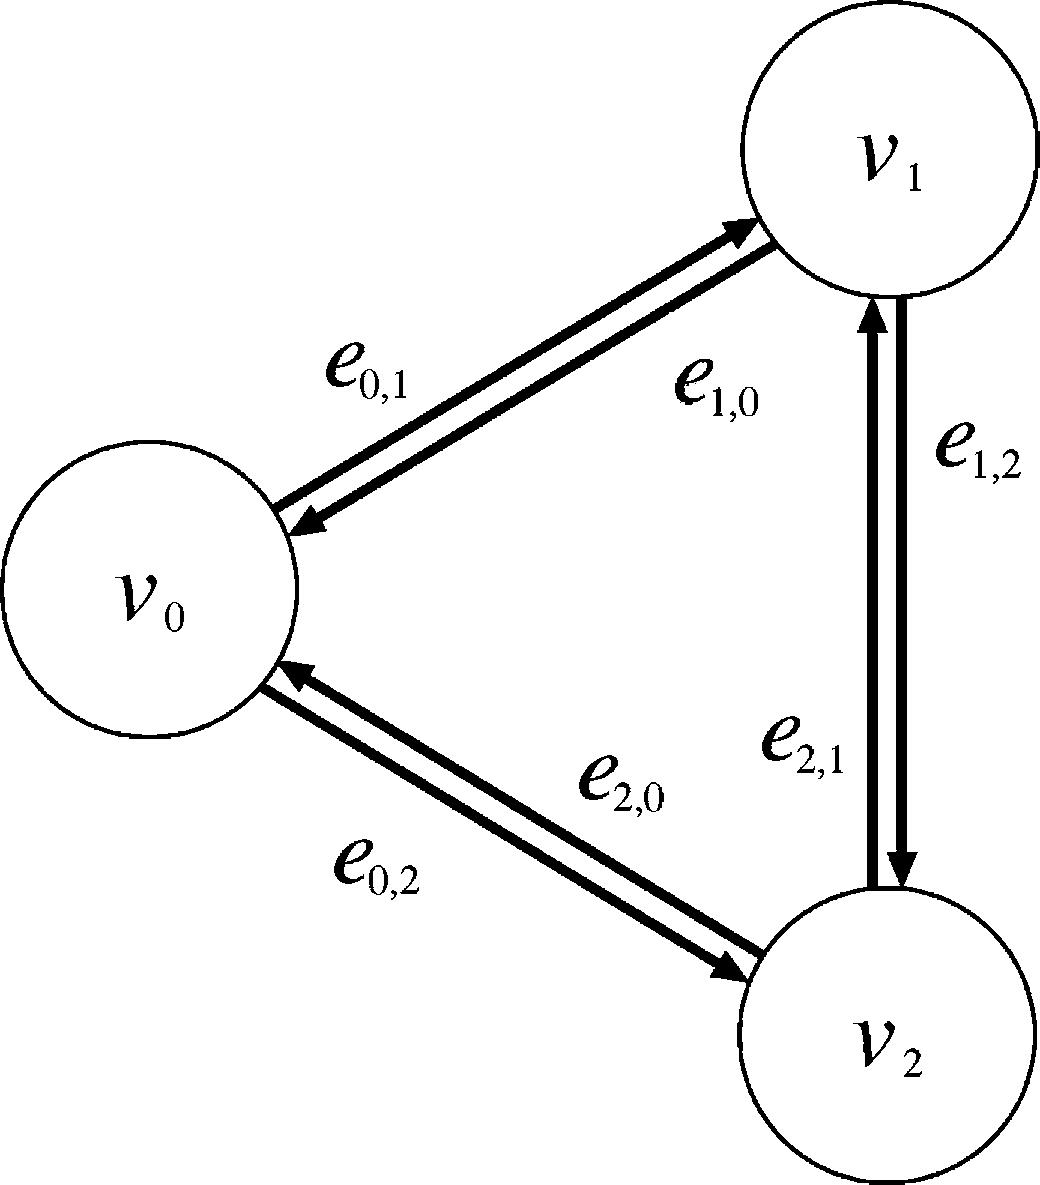 v₁
e₀,₁
e₁,₀
e₁,₂
v₀
e₂,₁
e₂,₀
e₀,₂
v₂